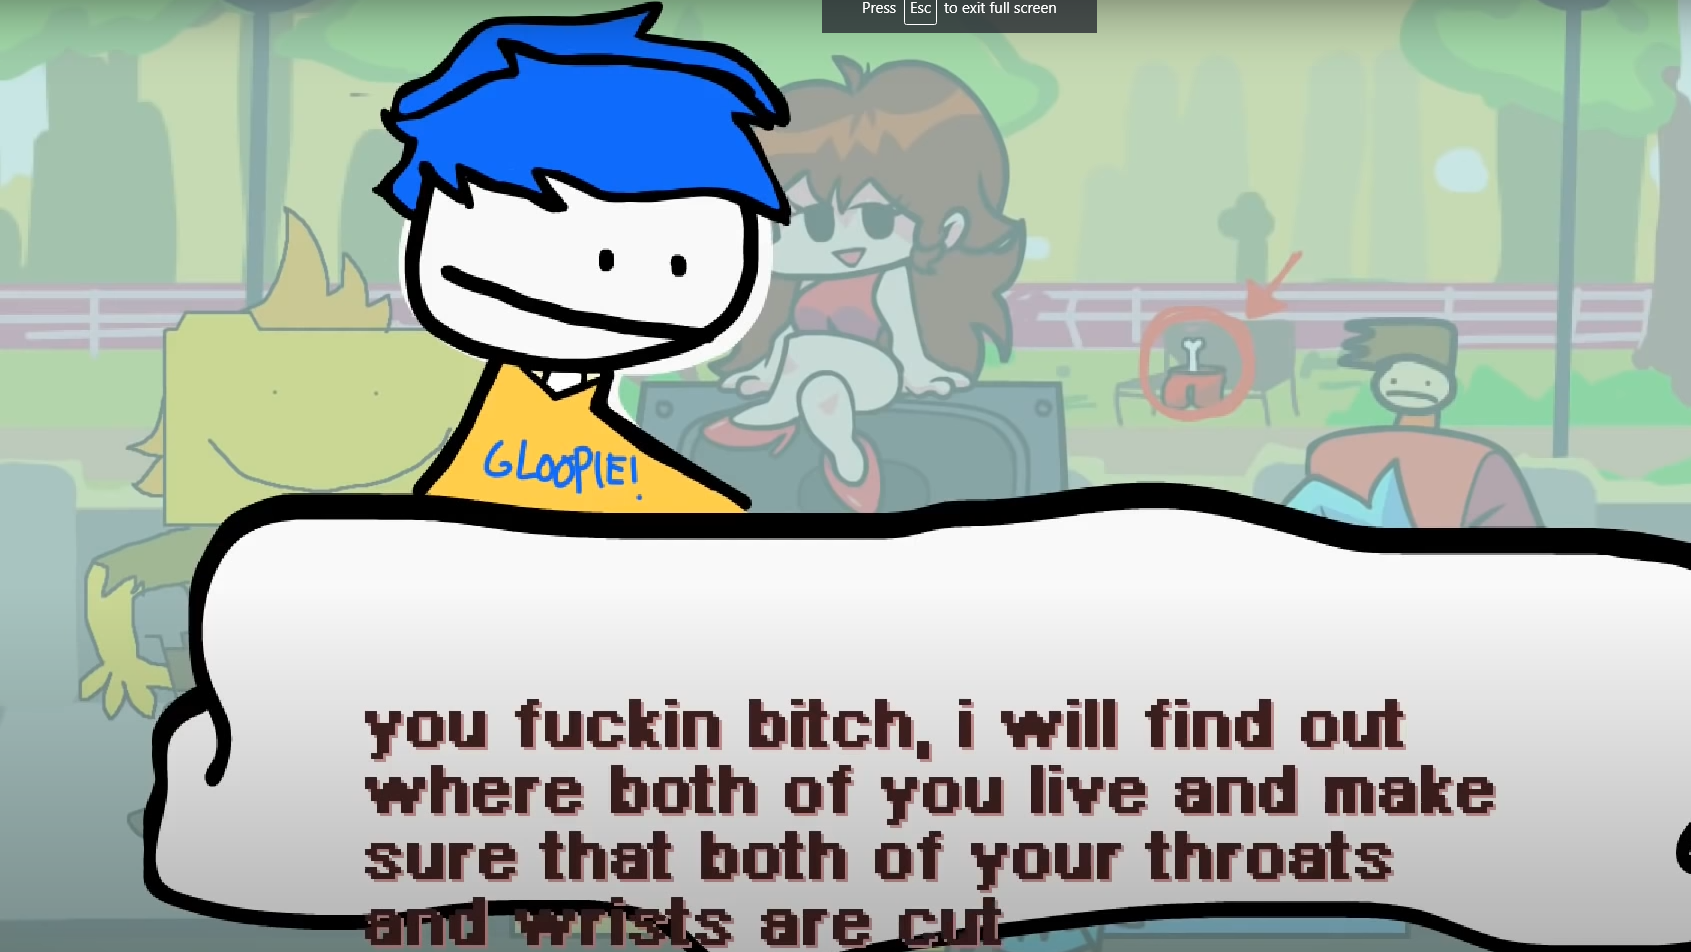 Press Esc to exit full screen
GLOOPIE!
you fuckin bitch, i will find out
where both of you live and make
sure that both of your throats
and wrists are cut